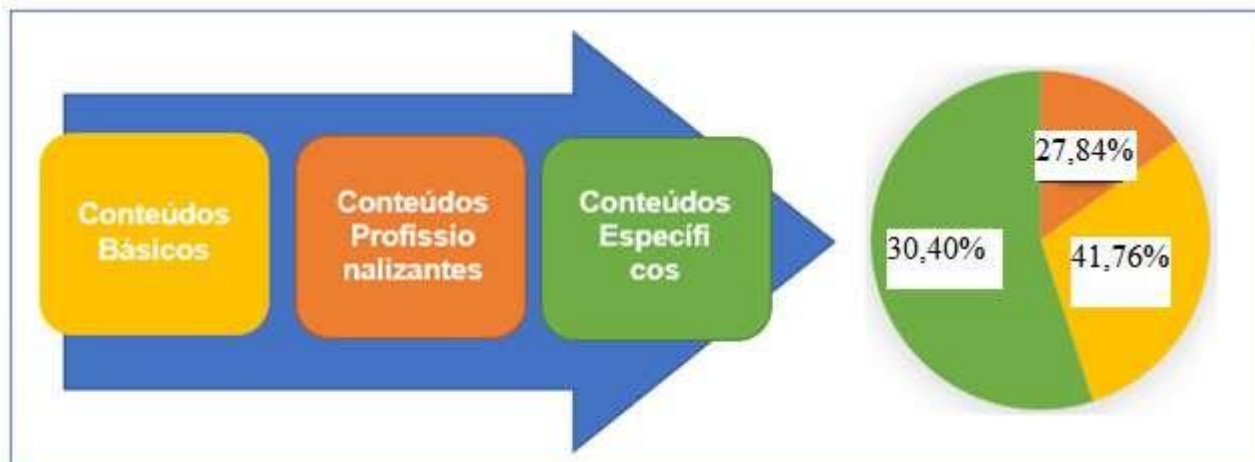 Conteúdos
Básicos
Conteúdos
Profissio
nalizantes
Conteúdos
Específi
cos
27,84%
30,40%
41,76%